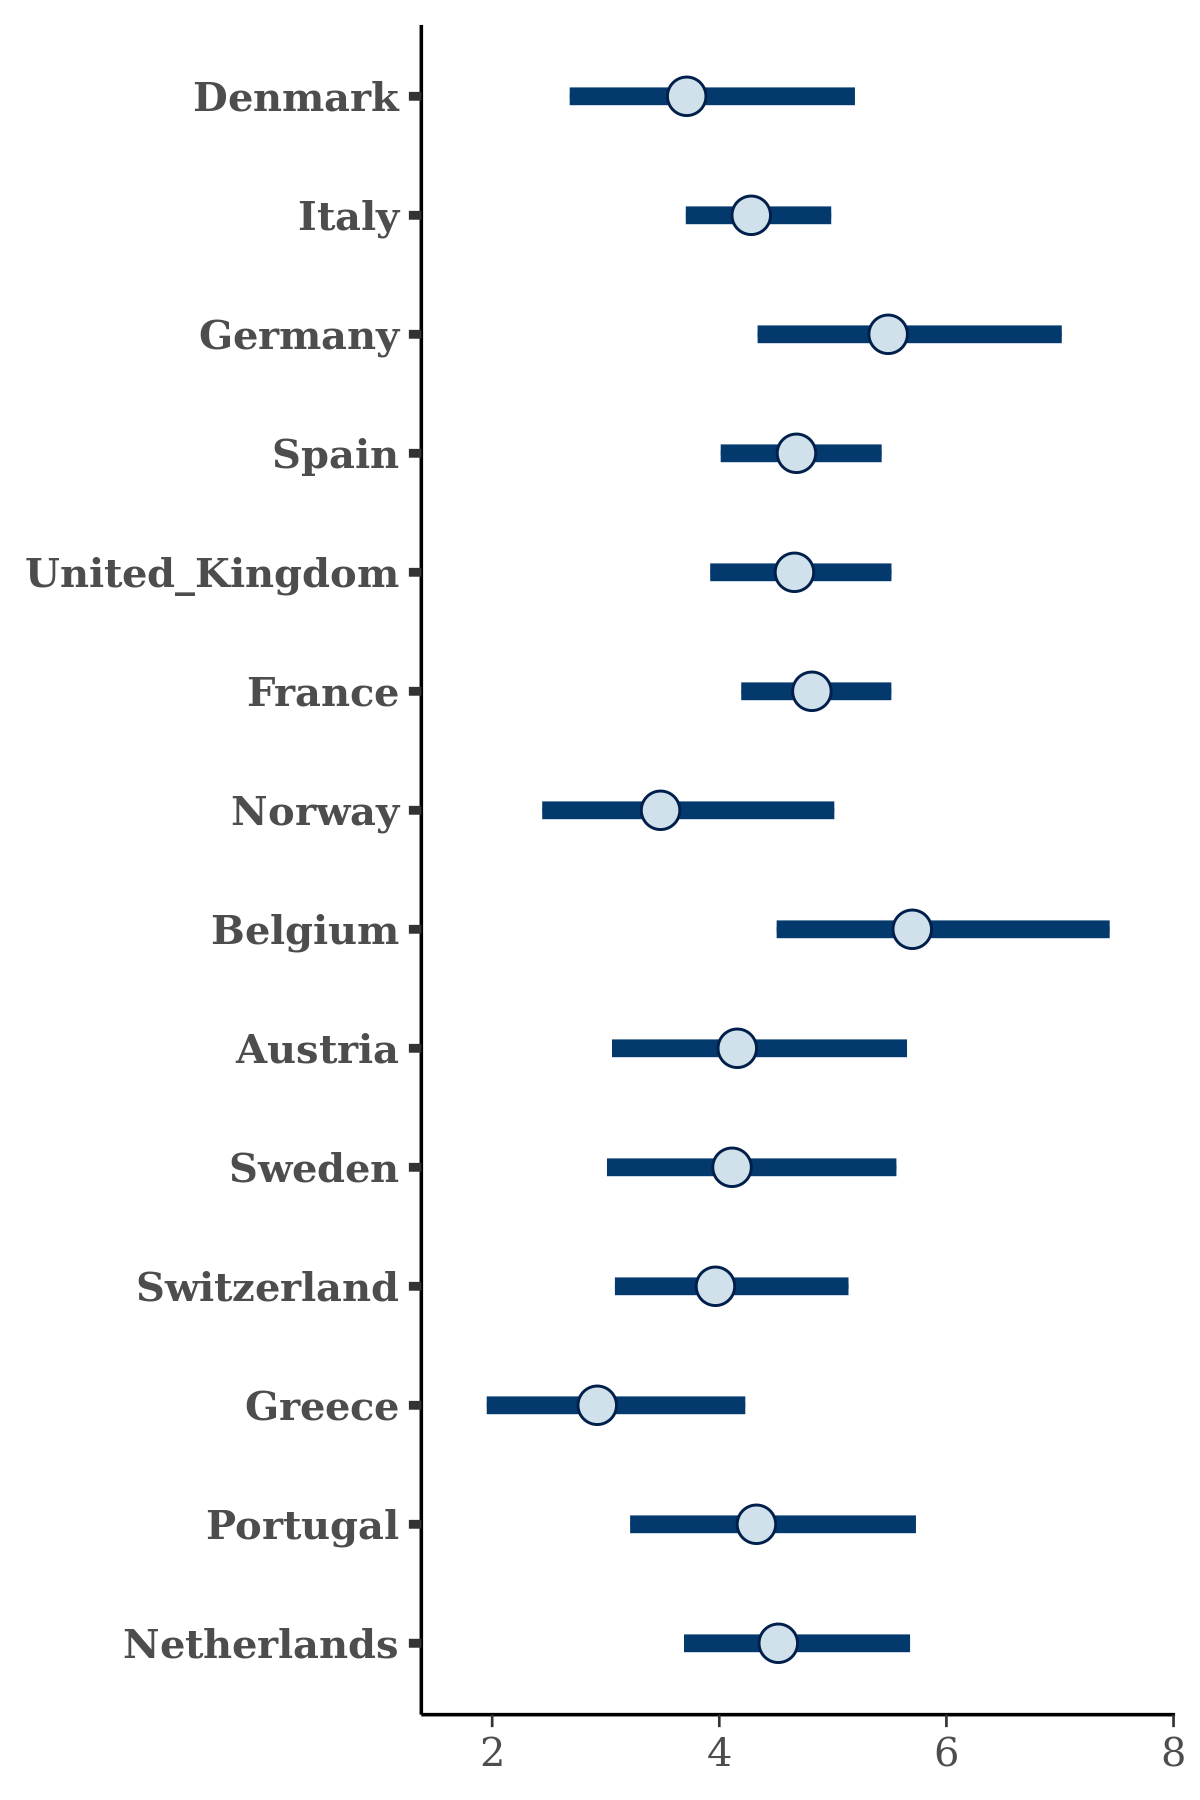 Denmark
Italy
Germany
Spain
United_Kingdom
France
Norway
Belgium
Austria
Sweden
Switzerland
Greece
Portugal
Netherlands
2 4 6 8